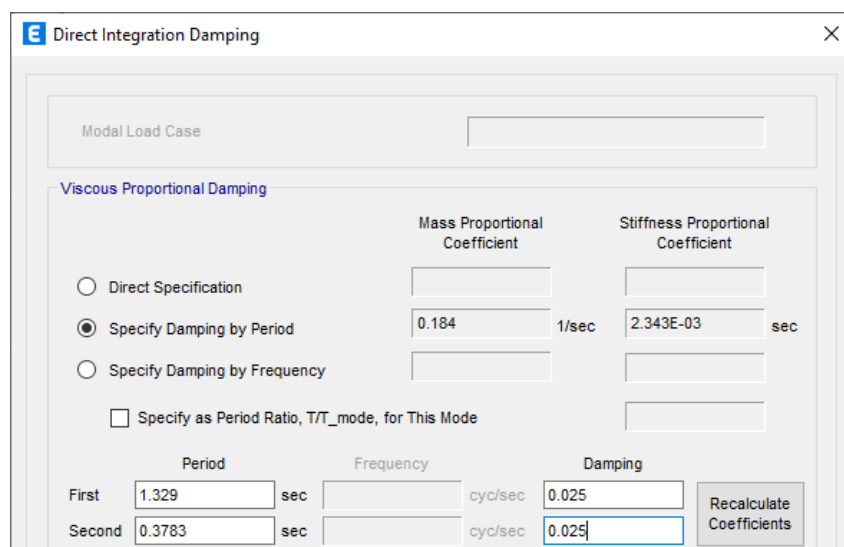 E Direct Integration Damping
Modal Load Case
Viscous Proportional Damping
Mass Proportional Coefficient
Stiffness Proportional Coefficient
Direct Specification
Specify Damping by Period 0.184 1/sec 2.343E-03 sec
Specify Damping by Frequency
Specify as Period Ratio, T/T_mode, for This Mode
Period Frequency Damping
First 1.329 sec cyc/sec 0.025
Second 0.3783 sec cyc/sec 0.025
Recalculate
Coefficients